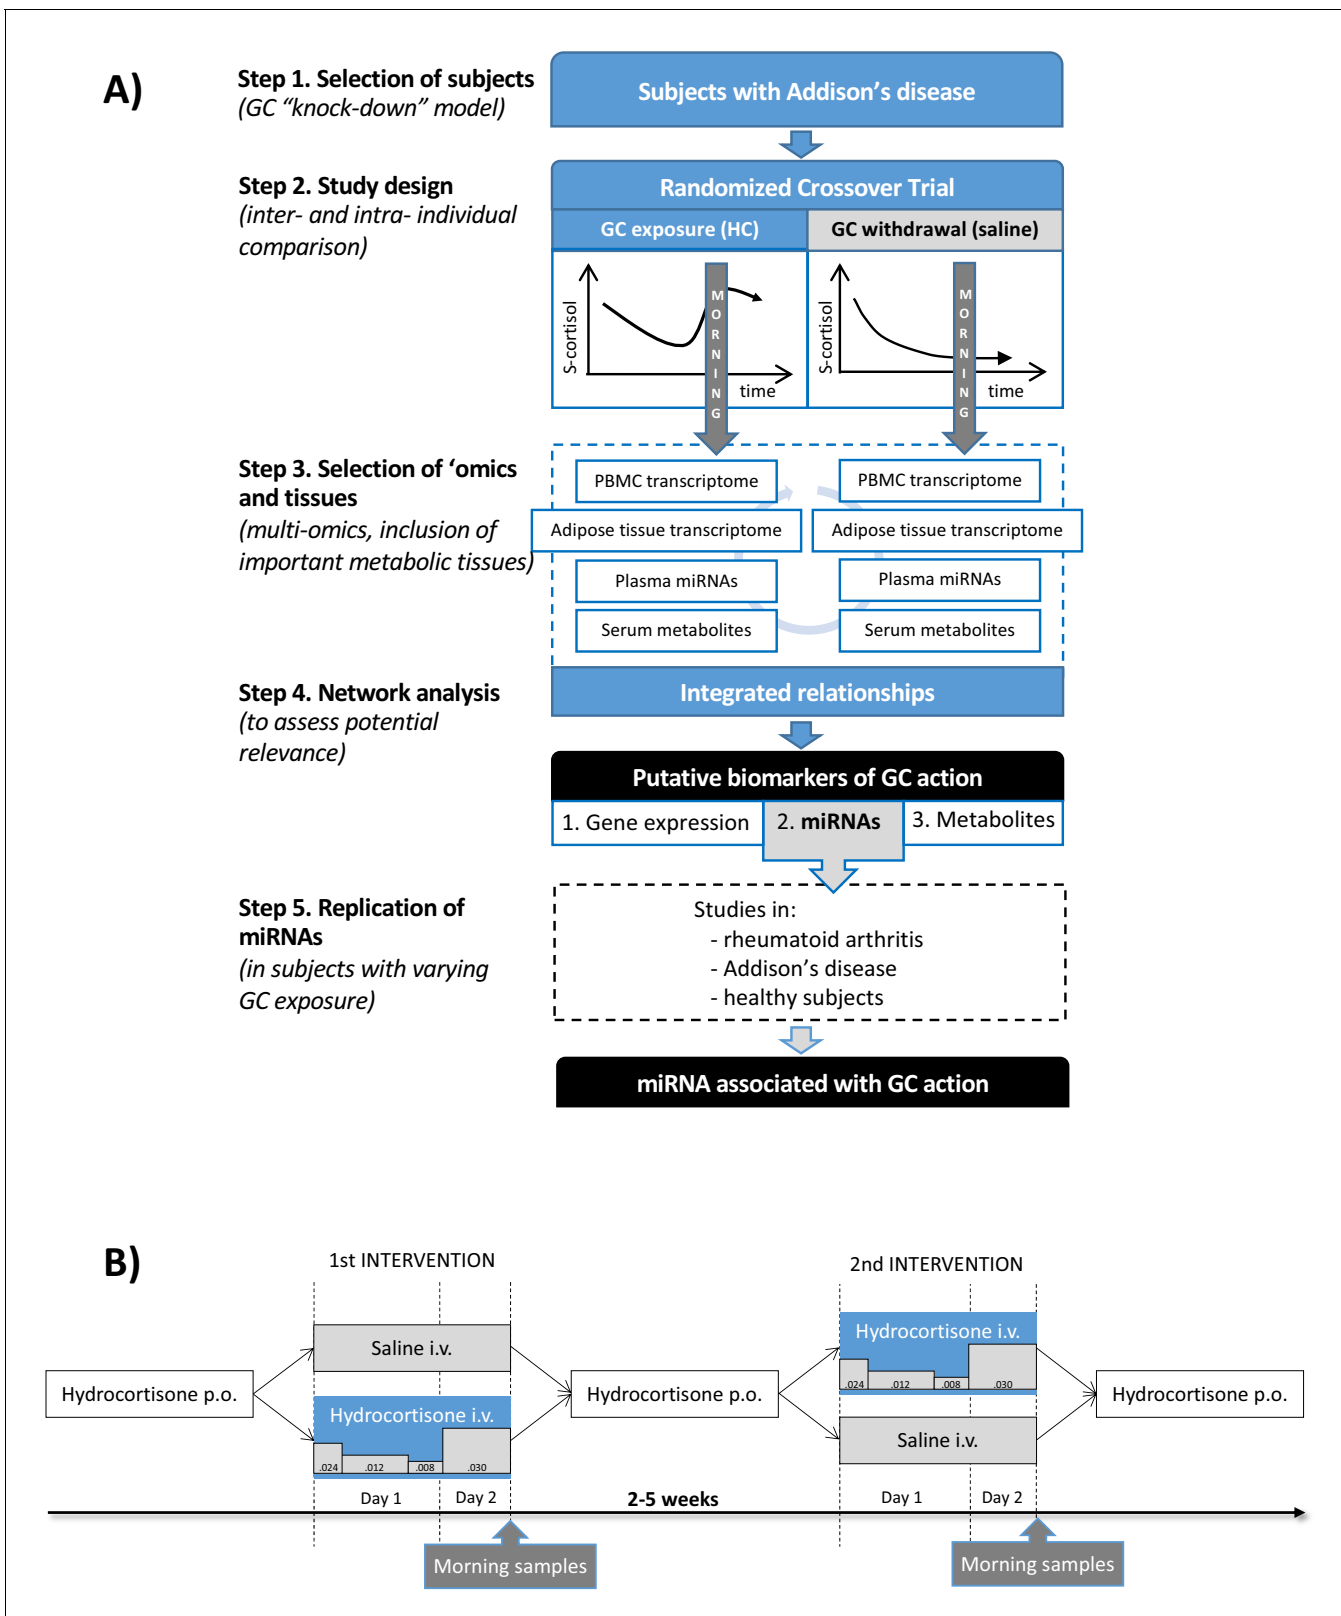 A)
Step 1. Selection of subjects
(GC “knock-down” model)
Subjects with Addison’s disease
Step 2. Study design
(inter- and intra- individual
comparison)
Randomized Crossover Trial
GC exposure (HC)
GC withdrawal (saline)
S-cortisol
MORNING
time
S-cortisol
MORNING
time
Step 3. Selection of ‘omics
and tissues
(multi-omics, inclusion of
important metabolic tissues)
PBMC transcriptome
Adipose tissue transcriptome
Plasma miRNAs
Serum metabolites
PBMC transcriptome
Adipose tissue transcriptome
Plasma miRNAs
Serum metabolites
Step 4. Network analysis
(to assess potential
relevance)
Integrated relationships
Putative biomarkers of GC action
1. Gene expression
2. miRNAs
3. Metabolites
Step 5. Replication of
miRNAs
(in subjects with varying
GC exposure)
Studies in:
- rheumatoid arthritis
- Addison’s disease
- healthy subjects
miRNA associated with GC action
B)
1st INTERVENTION
2nd INTERVENTION
Hydrocortisone p.o.
Saline i.v.
Hydrocortisone i.v.
.024 .012 .008 .030
Hydrocortisone p.o.
Hydrocortisone i.v.
.024 .012 .008 .030
Saline i.v.
Hydrocortisone p.o.
Day 1
Day 2
2-5 weeks
Day 1
Day 2
Morning samples
Morning samples